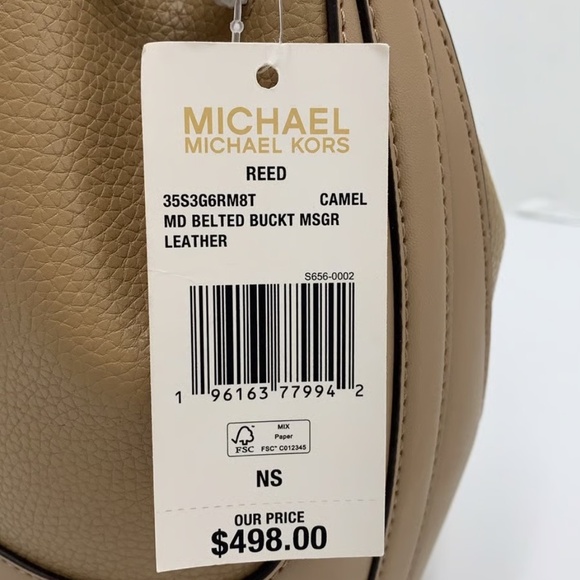 MICHAEL
MICHAEL KORS
REED
35S3G6RM8T CAMEL
MD BELTED BUCKT MSGR
LEATHER
S656-0002
1 96163 77994 2
FSC
MIX
Paper
FSC™ C012345
NS
OUR PRICE
$498.00